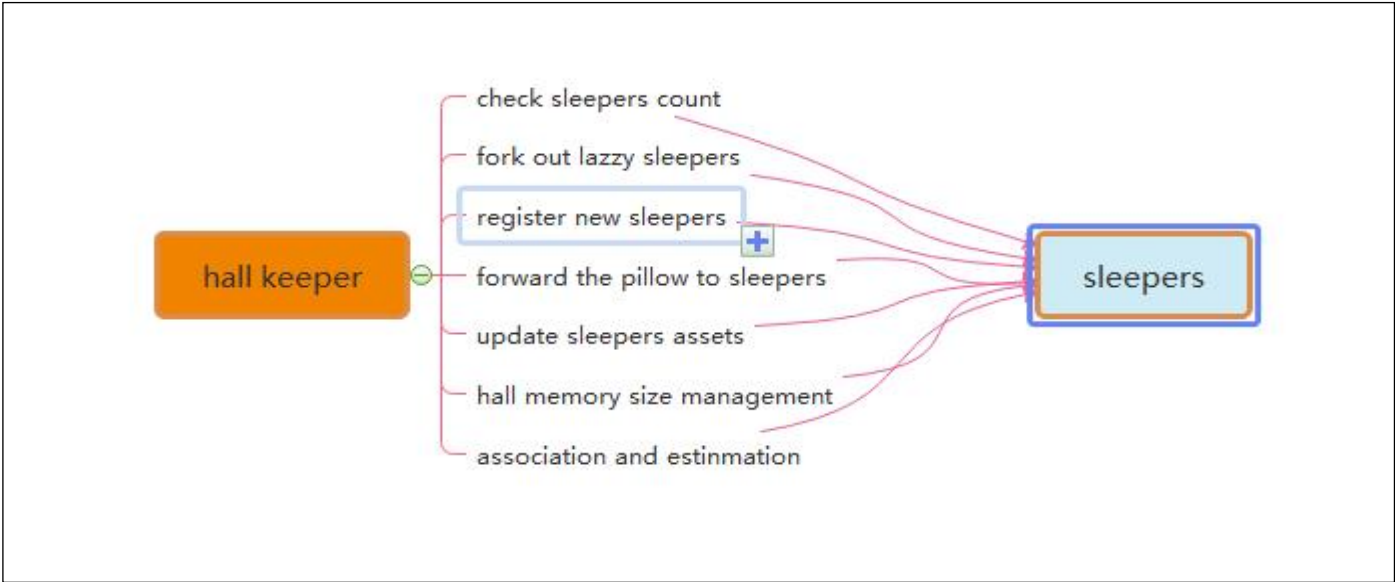 check sleepers count
fork out lazzy sleepers
register new sleepers
hall keeper
forward the pillow to sleepers
sleepers
update sleepers assets
hall memory size management
association and estinmation